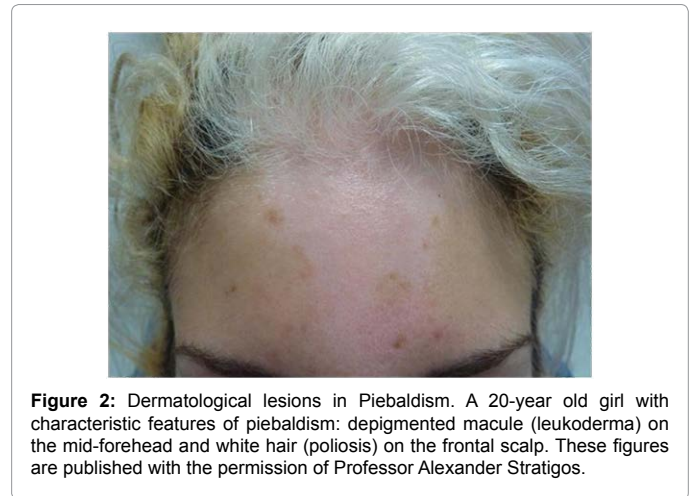 Figure 2: Dermatological lesions in Piebaldism. A 20-year old girl with
characteristic features of piebaldism: depigmented macule (leukoderma) on
the mid-forehead and white hair (poliosis) on the frontal scalp. These figures
are published with the permission of Professor Alexander Stratigos.